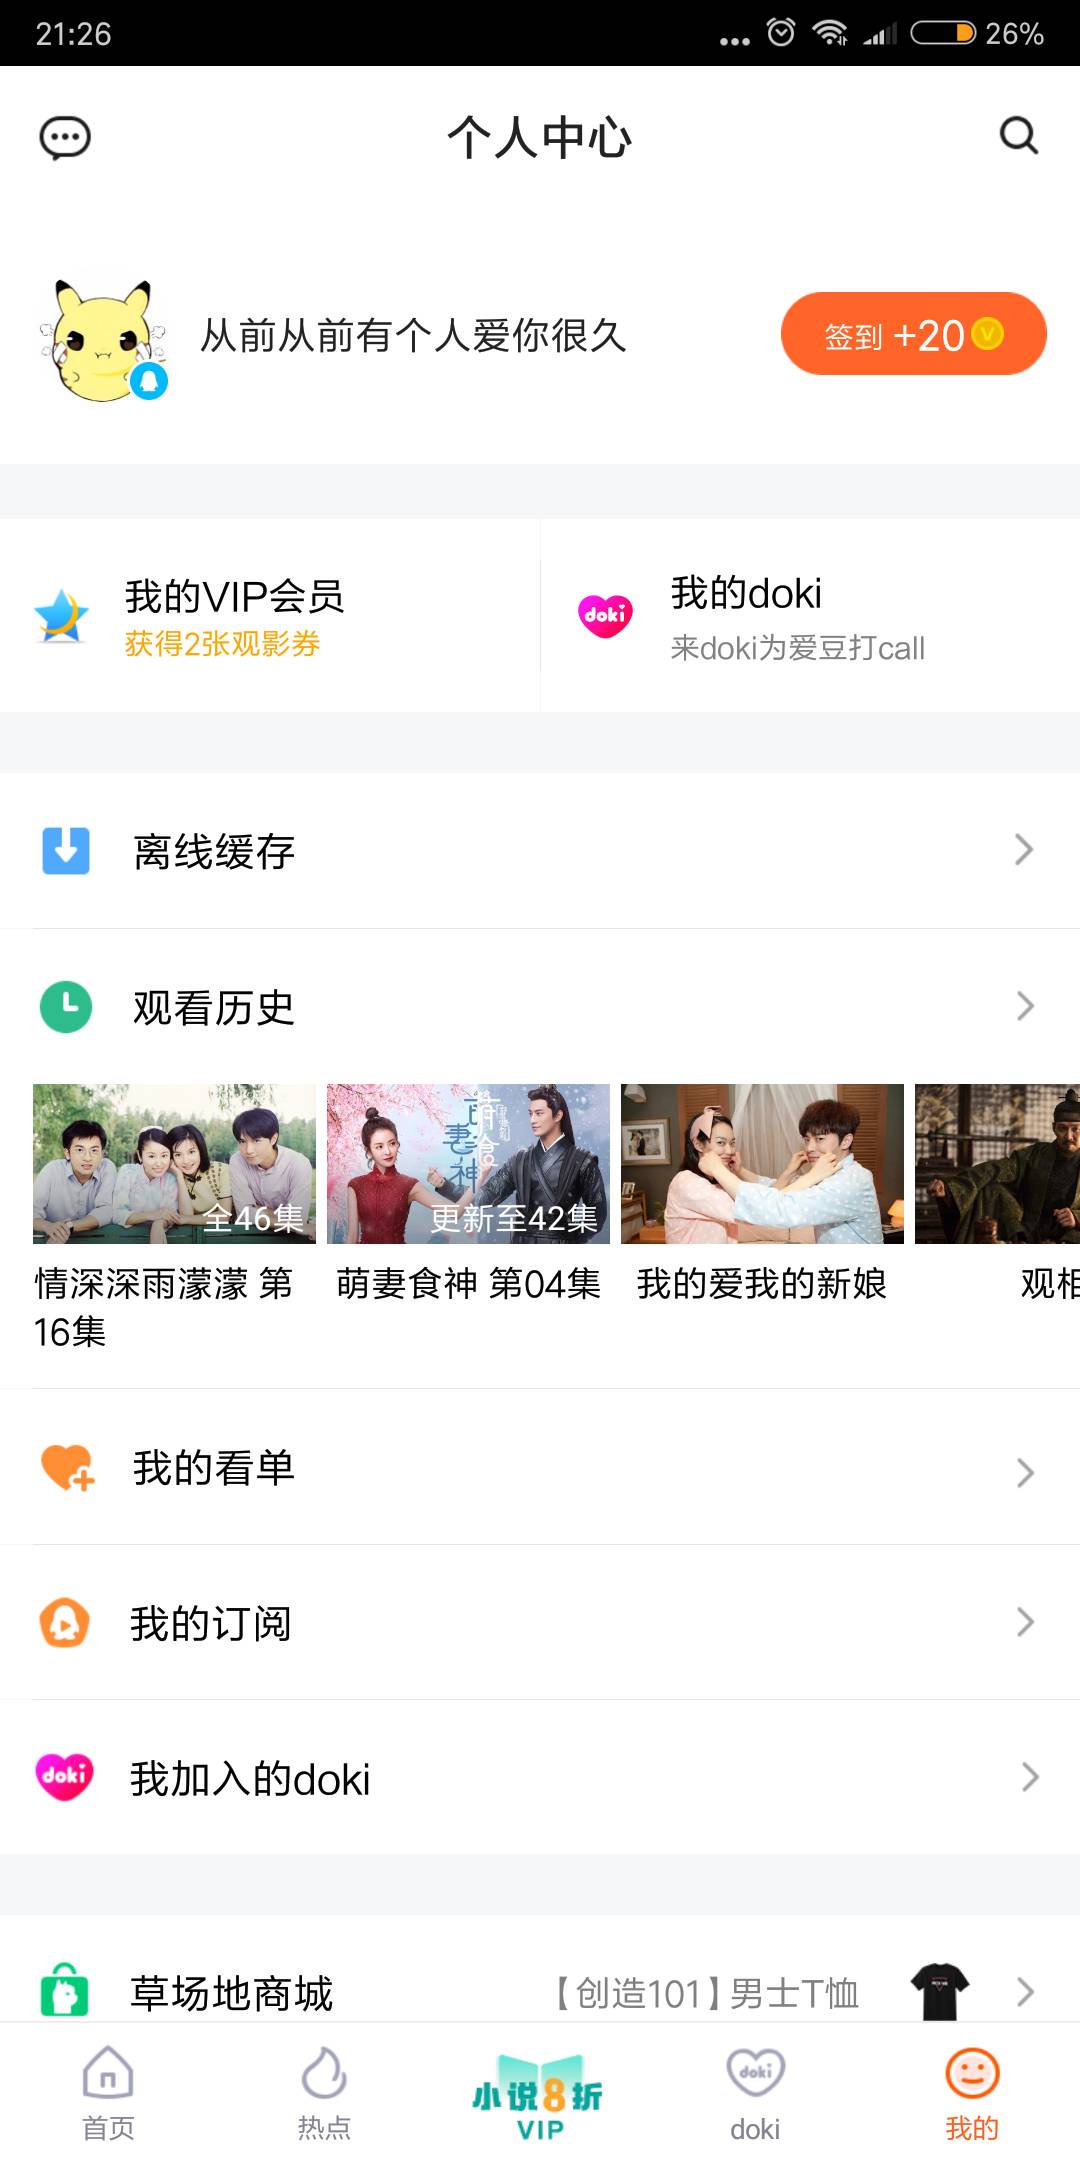 21:26
26%
个人中心
从前从前有个人爱你很久
签到 +20
我的VIP会员
获得2张观影券
doki
我的doki
来doki为爱豆打call
离线缓存
观看历史
全46集
萌妻食神
更新至42集
情深深雨濛濛 第
16集
萌妻食神 第04集
我的爱我的新娘
观相
我的看单
我的订阅
doki
我加入的doki
草场地商城
【创造101】男士T恤
首页
热点
小说8折
VIP
doki
doki
我的